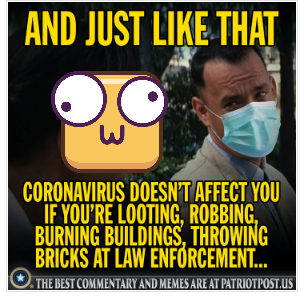 AND JUST LIKE THAT
CORONAVIRUS DOESN'T AFFECT YOU
IF YOU'RE LOOTING, ROBBING,
BURNING BUILDINGS, THROWING
BRICKS AT LAW ENFORCEMENT...
THE BEST COMMENTARY AND MEMES ARE AT PATRIOTPOST.US